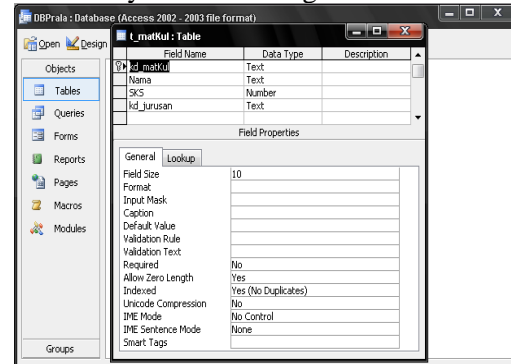 DBPrala : Database (Access 2002 - 2003 file format)
Open Design
Objects
Tables
Queries
Forms
Reports
Pages
Macros
Modules
Groups
t_matKul : Table
Field Name Data Type Description
kd_matKul Text
Nama Text
SKS Number
kd_jurusan Text
Field Properties
General Lookup
Field Size 10
Format
Input Mask
Caption
Default Value
Validation Rule
Validation Text
Required No
Allow Zero Length Yes
Indexed Yes (No Duplicates)
Unicode Compression No
IME Mode No Control
IME Sentence Mode None
Smart Tags